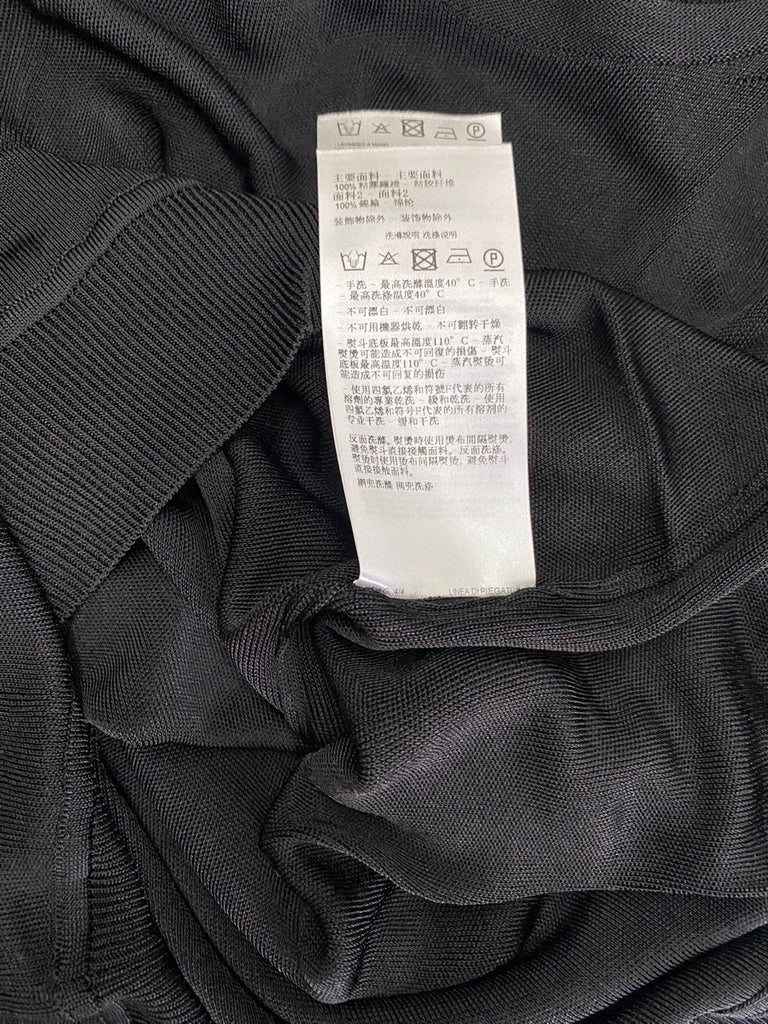 LAVAGGIO A MANO
主要面料 - 主要面料
100% 粘膠纖維 - 粘胶纤维
面料2 - 面料2
100% 錦綸 - 锦纶
装飾物除外 - 装饰物除外
洗滌說明 洗涤说明
- 手洗 - 最高洗滌溫度40° C - 手洗
- 最高洗涤温度40° C
- 不可漂白 - 不可漂白
- 不可用機器烘乾 - 不可翻转干燥
- 熨斗底板最高溫度110° C - 蒸汽
熨燙可能造成不可回復的損傷 - 熨斗
底板最高温度110° C - 蒸汽熨烫可
能造成不可回复的损伤
- 使用四氯乙烯和符號F代表的所有
溶劑的專業乾洗 - 緩和乾洗 - 使用
四氯乙烯和符号F代表的所有溶剂的
专业干洗 - 缓和干洗
反面洗滌。熨燙時使用燙布間隔熨燙，
避免熨斗直接接觸面料。反面洗涤。
熨烫时使用烫布间隔熨烫，避免熨斗
直接接触面料。
網兜洗滌 网兜洗涤
4/4 LINEA DI PIEGATU